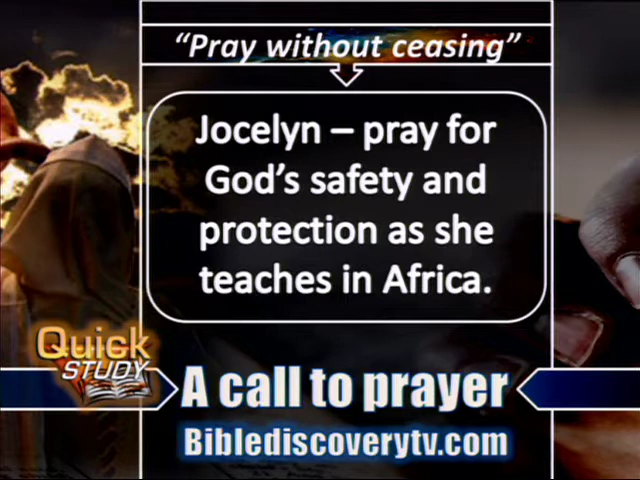 “Pray without ceasing”
Jocelyn – pray for
God’s safety and
protection as she
teaches in Africa.
Quick
STUDY
A call to prayer
Biblediscoverytv.com